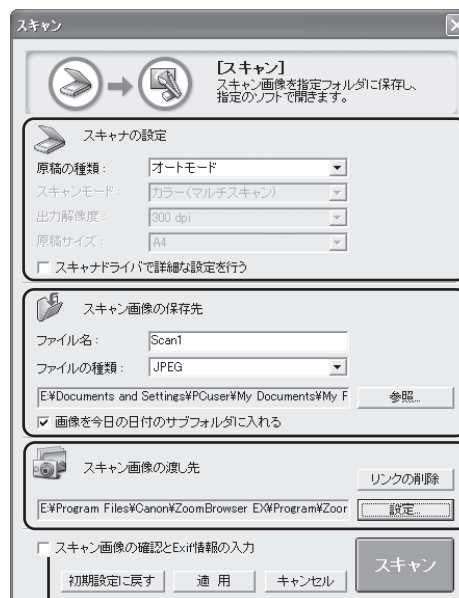 スキャン
[スキャン]
スキャン画像を指定フォルダに保存し、
指定のソフトで開きます。
スキャナの設定
原稿の種類： オートモード
スキャンモード： カラー(マルチスキャン)
出力解像度： 300 dpi
原稿サイズ： A4
スキャナドライバで詳細な設定を行う
スキャン画像の保存先
ファイル名： Scan1
ファイルの種類： JPEG
E:¥Documents and Settings¥PCuser¥My Documents¥My F 参照...
画像を今日の日付のサブフォルダに入れる
スキャン画像の渡し先
リンクの削除
E:¥Program Files¥Canon¥ZoomBrowser EX¥Program¥Zoor 設定...
スキャン画像の確認とExif情報の入力
スキャン
初期設定に戻す 適 用 キャンセル